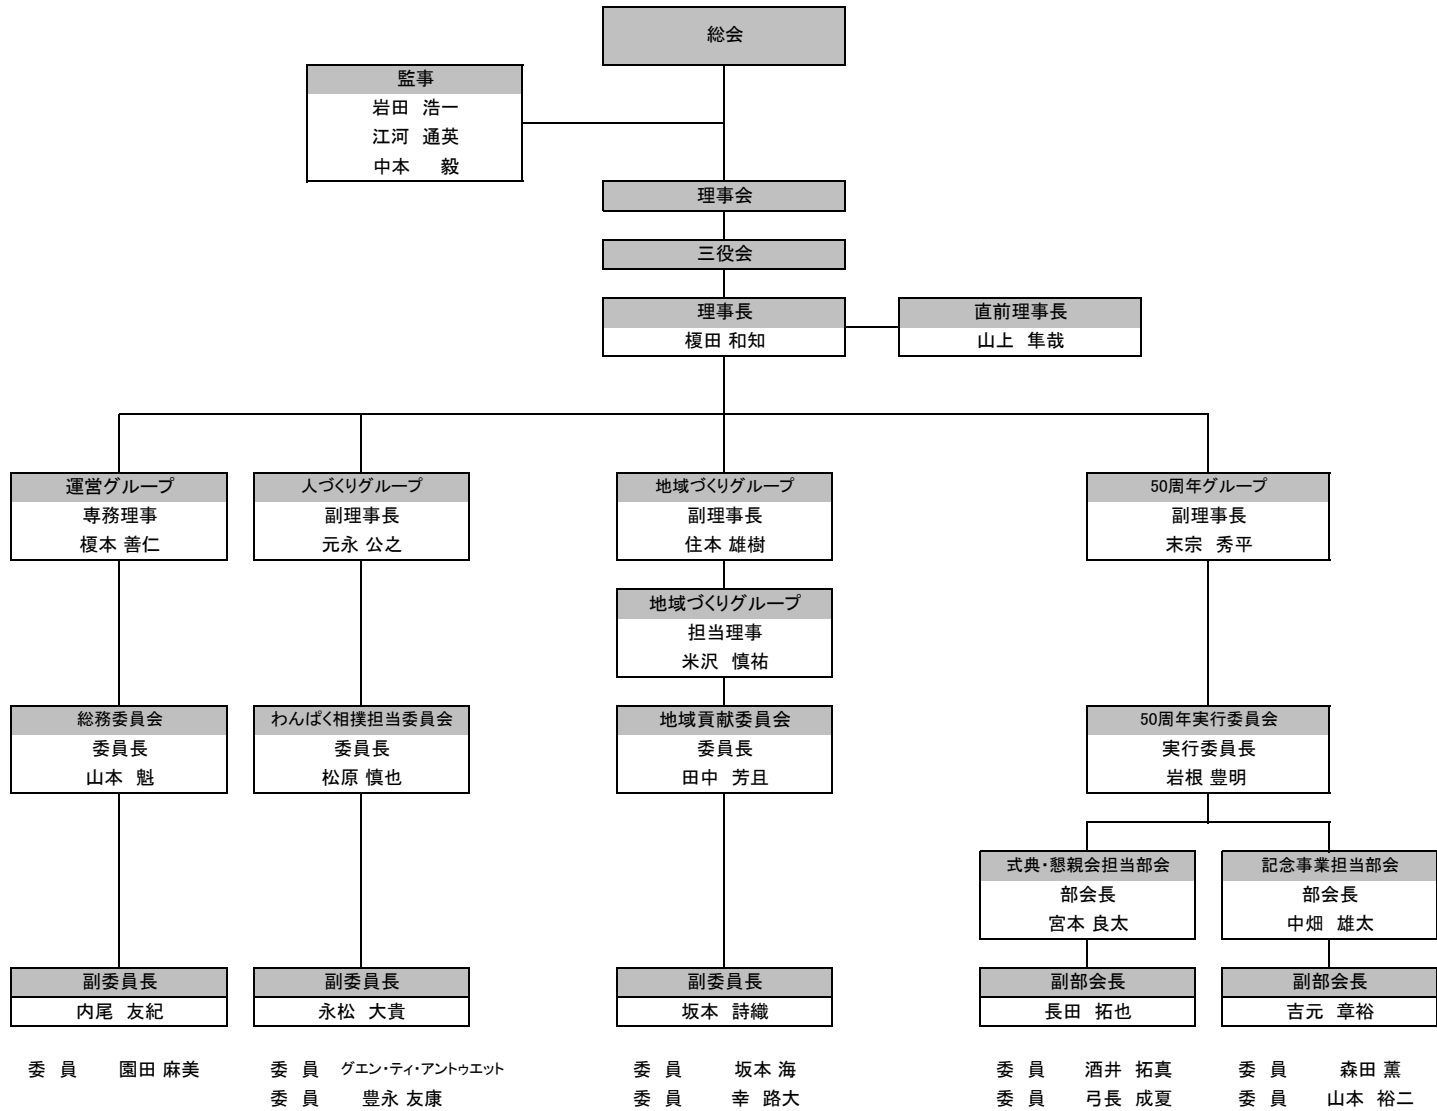 総会
監事
岩田 浩一
江河 通英
中本 毅
理事会
三役会
理事長
榎田 和知
直前理事長
山上 隼哉
運営グループ
専務理事
榎本 善仁
人づくりグループ
副理事長
元永 公之
地域づくりグループ
副理事長
住本 雄樹
50周年グループ
副理事長
末宗 秀平
地域づくりグループ
担当理事
米沢 慎祐
総務委員会
委員長
山本 魁
わんぱく相撲担当委員会
委員長
松原 慎也
地域貢献委員会
委員長
田中 芳且
50周年実行委員会
実行委員長
岩根 豊明
式典・懇親会担当部会
部会長
宮本 良太
記念事業担当部会
部会長
中畑 雄太
副委員長
内尾 友紀
副委員長
永松 大貴
副委員長
坂本 詩織
副部会長
長田 拓也
副部会長
吉元 章裕
委 員 園田 麻美
委 員 グエン・ティ・アントゥエット
委 員 豊永 友康
委 員 坂本 海
委 員 幸 路大
委 員 酒井 拓真
委 員 弓長 成夏
委 員 森田 薫
委 員 山本 裕二